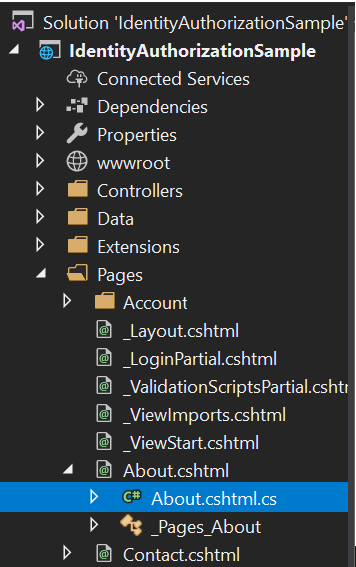 Solution 'IdentityAuthorizationSample'
IdentityAuthorizationSample
Connected Services
Dependencies
Properties
wwwroot
Controllers
Data
Extensions
Pages
Account
_Layout.cshtml
_LoginPartial.cshtml
_ValidationScriptsPartial.cshtm
_ViewImports.cshtml
_ViewStart.cshtml
About.cshtml
C# About.cshtml.cs
_Pages_About
Contact.cshtml